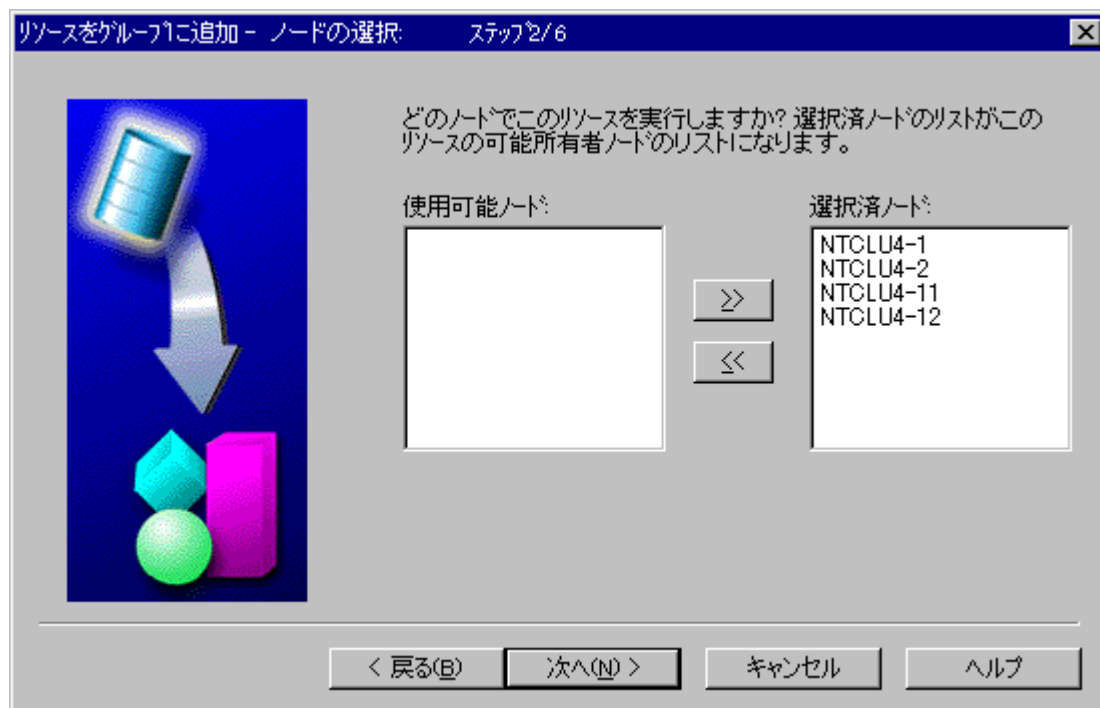 リソースをグループに追加 - ノードの選択: ステップ2/6
どのノードでこのリソースを実行しますか? 選択済ノードのリストがこの
リソースの可能所有者ノードのリストになります。
使用可能ノード:
選択済ノード:
NTCLU4-1
NTCLU4-2
NTCLU4-11
NTCLU4-12
>>
<<
< 戻る(B)
次へ(N) >
キャンセル
ヘルプ